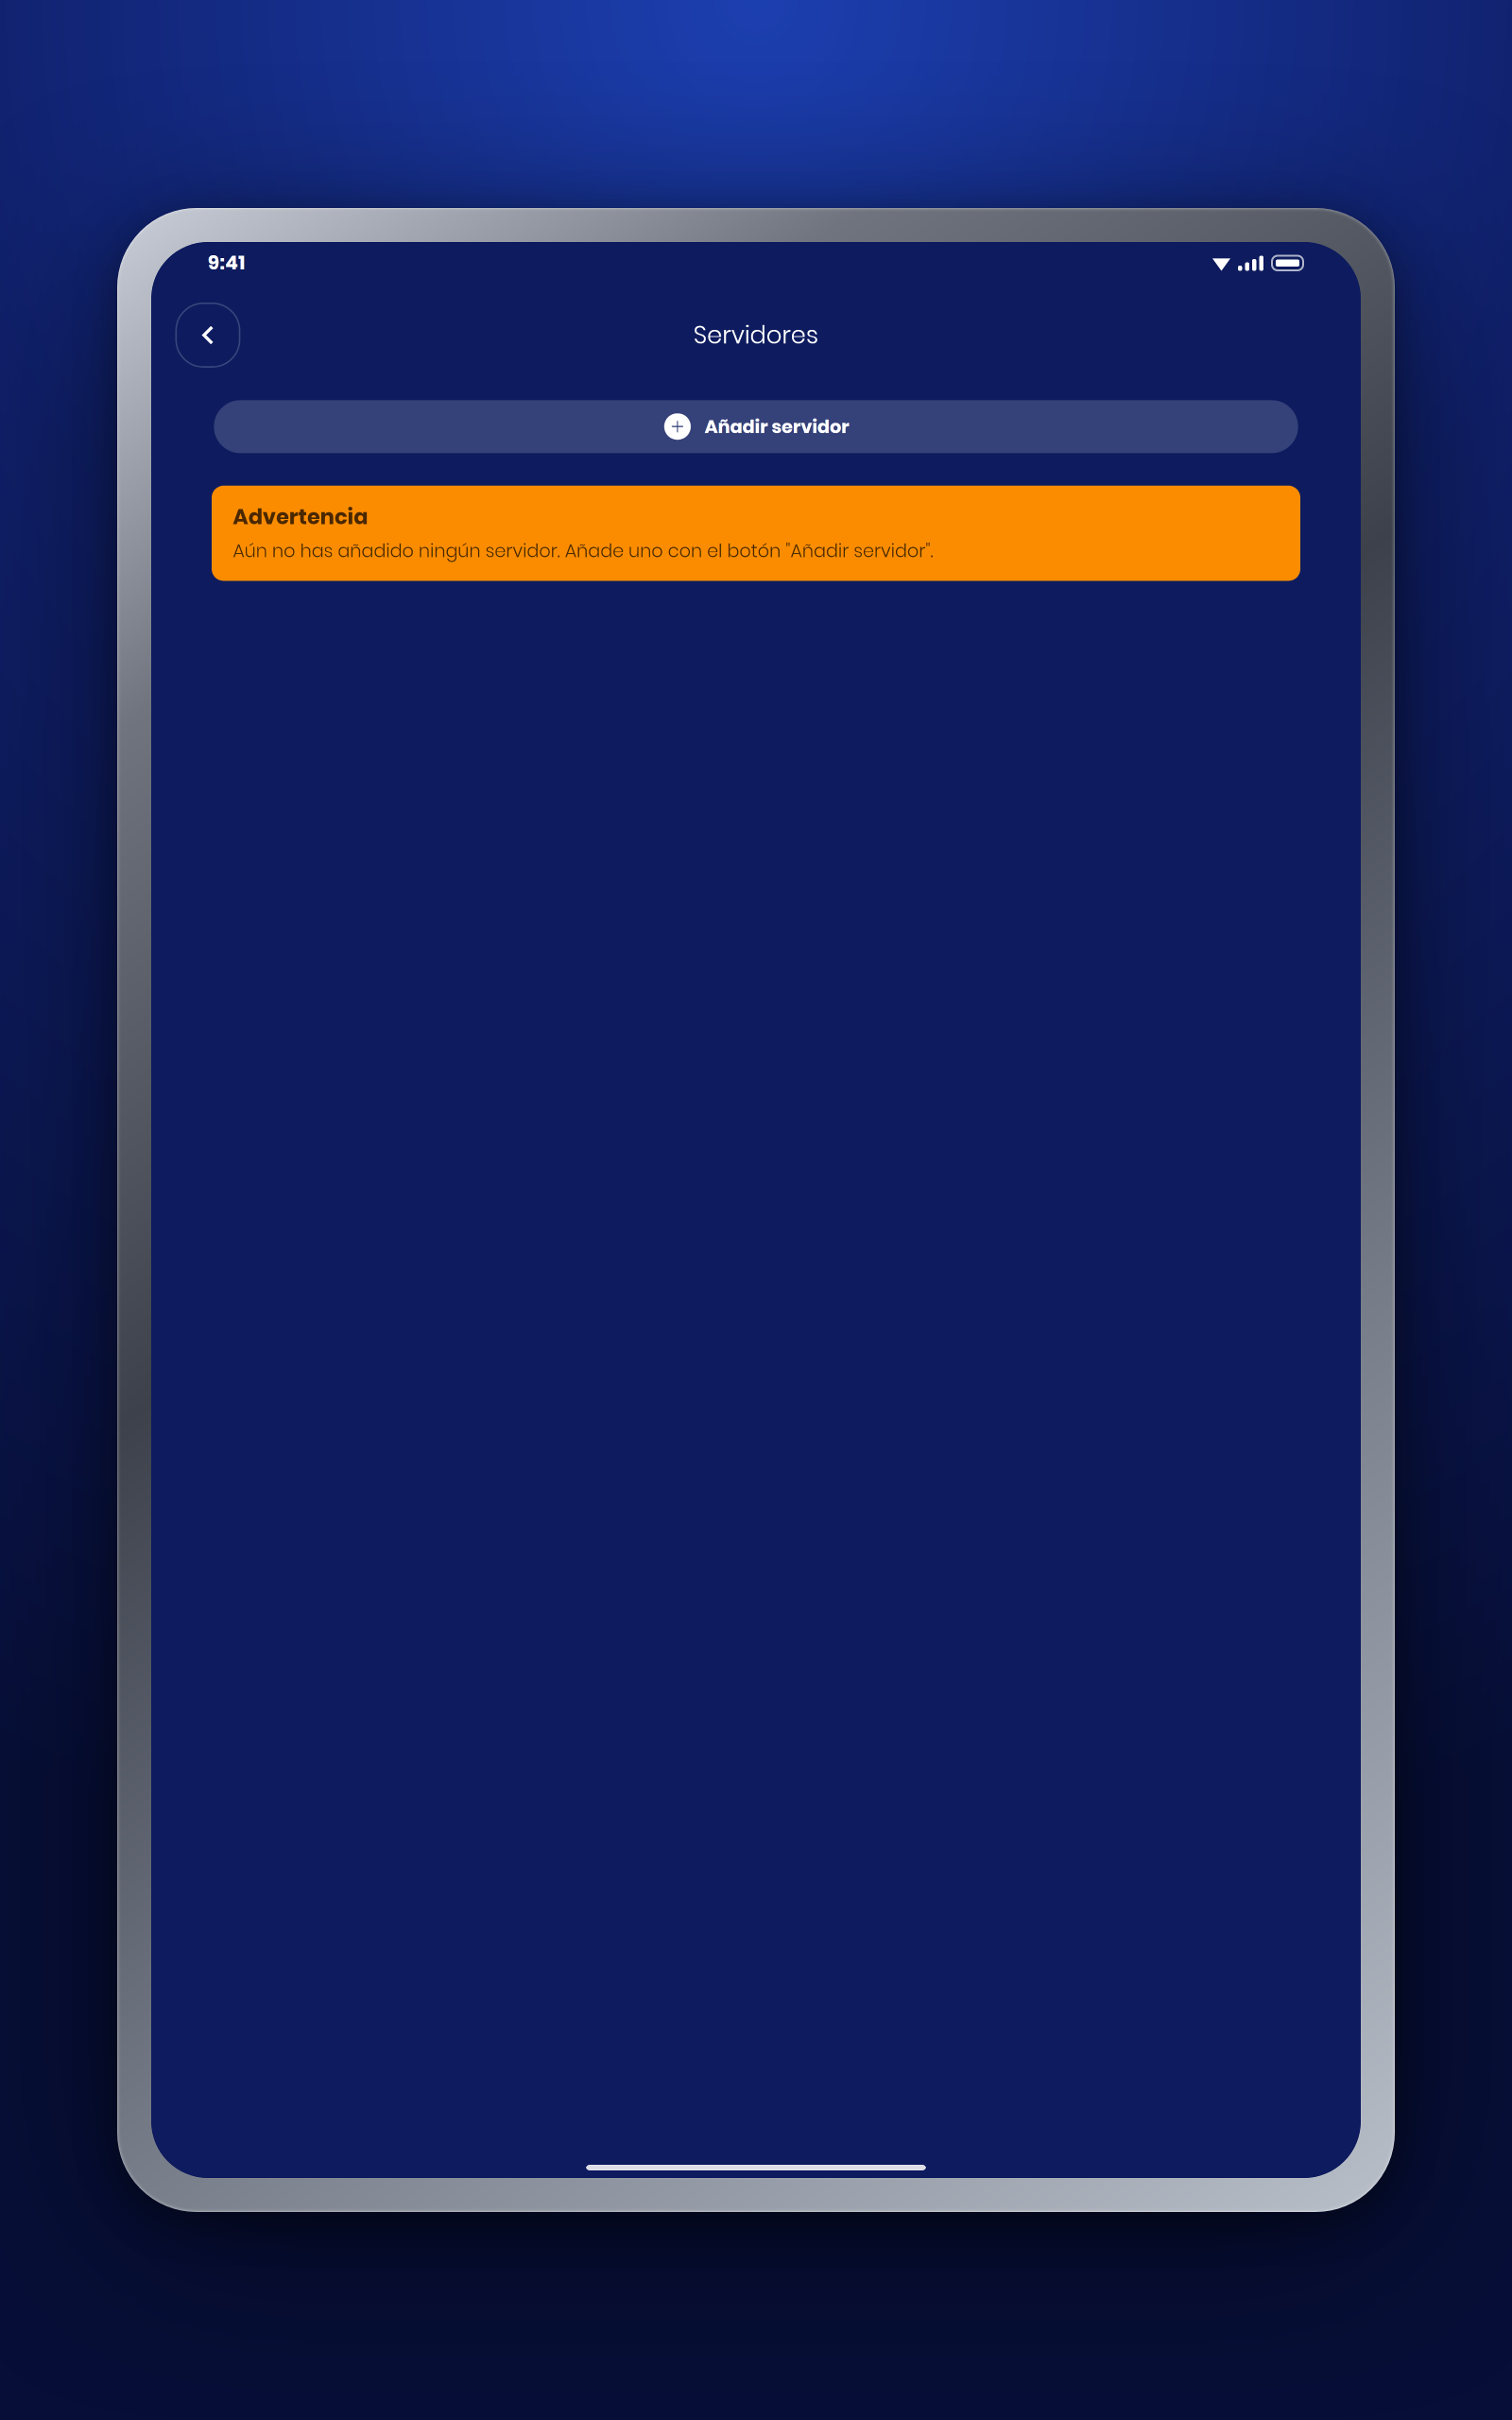 9:41
Servidores
Añadir servidor
Advertencia
Aún no has añadido ningún servidor. Añade uno con el botón "Añadir servidor".